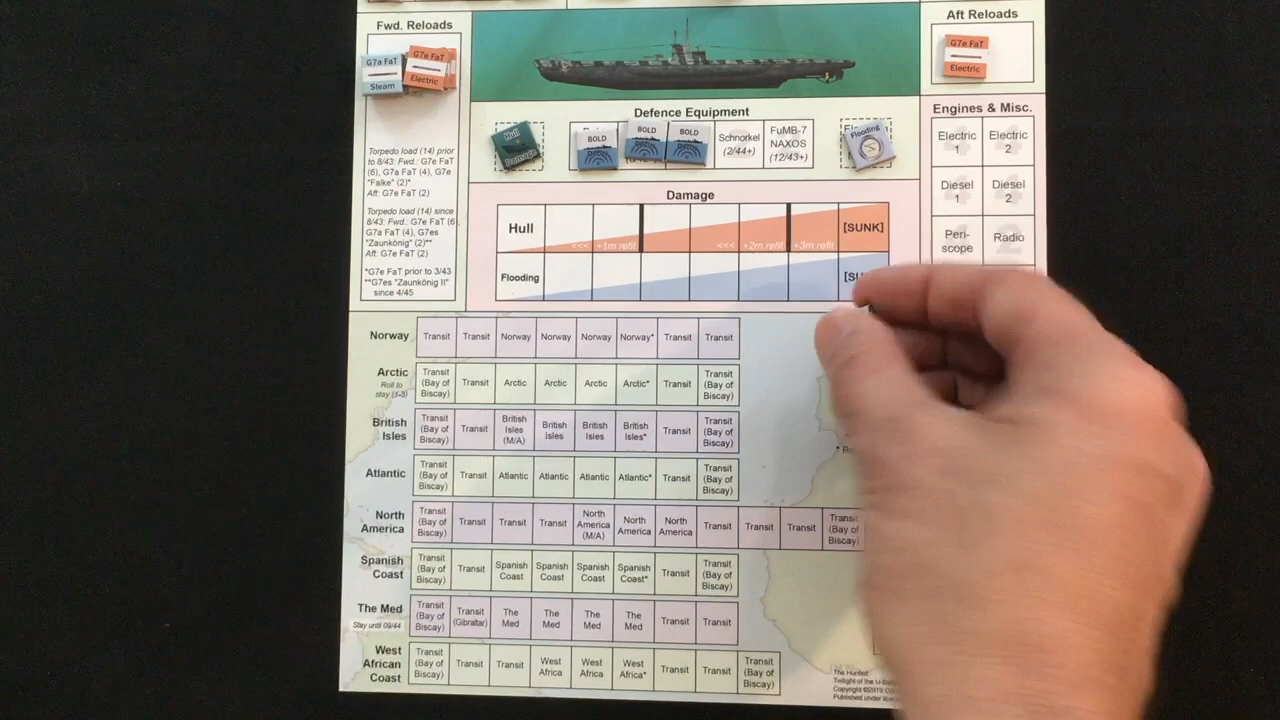 Fwd. Reloads
G7a FaT
Steam
G7e FaT
Electric
Torpedo load (14) prior
to 8/43: Fwd.: G7e FaT
(6), G7a FaT (4), G7e
"Falke" (2)*
Aft: G7e FaT (2)
Torpedo load (14) since
8/43: Fwd.: G7e FaT (6
G7a FaT (4), G7es
"Zaunkönig" (2)**
Aft: G7e FaT (2)
*G7e FaT prior to 3/43
**G7es "Zaunkönig II"
since 4/45
Aft Reloads
G7e FaT
Electric
Defence Equipment
Hull
Damage
BOLD
BOLD
BOLD
Schnorkel
(2/44+)
FuMB-7
NAXOS
(12/43+)
Flooding
Engines & Misc.
Electric
1
Electric
2
Diesel
1
Diesel
2
Peri-
scope
Radio
Damage
Hull
<<<
+1m refit
<<<
+2m refit
+3m refit
[SUNK]
Flooding
Norway
Transit
Transit
Norway
Norway
Norway
Norway*
Transit
Transit
Arctic
Roll to
stay (1-3)
Transit
(Bay of
Biscay)
Transit
Arctic
Arctic
Arctic
Arctic*
Transit
Transit
(Bay of
Biscay)
British
Isles
Transit
(Bay of
Biscay)
Transit
British
Isles
(M/A)
British
Isles
British
Isles
British
Isles*
Transit
Transit
(Bay of
Biscay)
Atlantic
Transit
(Bay of
Biscay)
Transit
Atlantic
Atlantic
Atlantic
Atlantic*
Transit
Transit
(Bay of
Biscay)
North
America
Transit
(Bay of
Biscay)
Transit
Transit
Transit
North
America
(M/A)
North
America
North
America
Transit
Transit
Transit
Transit
(Bay of
Biscay)
Spanish
Coast
Transit
(Bay of
Biscay)
Transit
Spanish
Coast
Spanish
Coast
Spanish
Coast
Spanish
Coast*
Transit
Transit
(Bay of
Biscay)
The Med
Stay until 09/44
Transit
(Bay of
Biscay)
Transit
(Gibraltar)
The
Med
The
Med
The
Med
The
Med
Transit
Transit
West
African
Coast
Transit
(Bay of
Biscay)
Transit
Transit
West
Africa
West
Africa
West
Africa*
Transit
Transit
Transit
(Bay of
Biscay)
The Hunted
Twilight of the U-Bo
Copyright ©2019
Published under